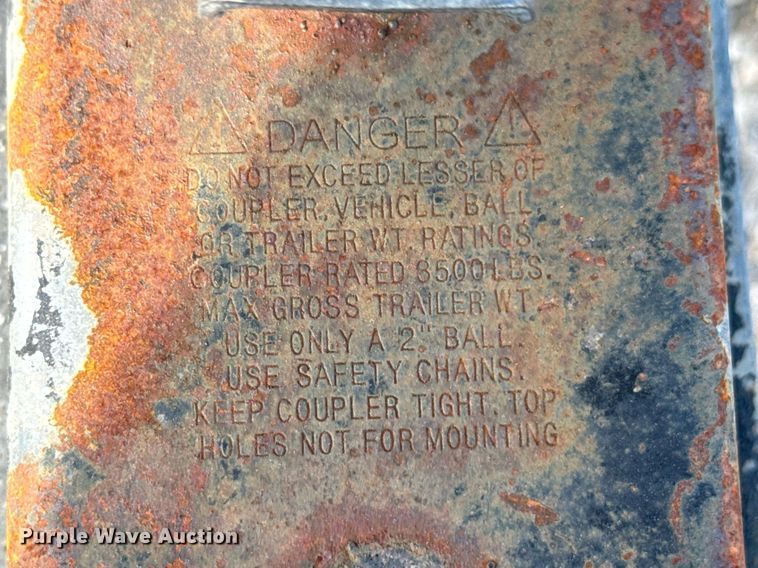 DANGER
DO NOT EXCEED LESSER OF
COUPLER, VEHICLE, BALL
OR TRAILER WT. RATINGS.
COUPLER RATED 3500 LBS.
MAX GROSS TRAILER WT.
USE ONLY A 2" BALL.
USE SAFETY CHAINS.
KEEP COUPLER TIGHT. TOP
HOLES NOT FOR MOUNTING
Purple Wave Auction